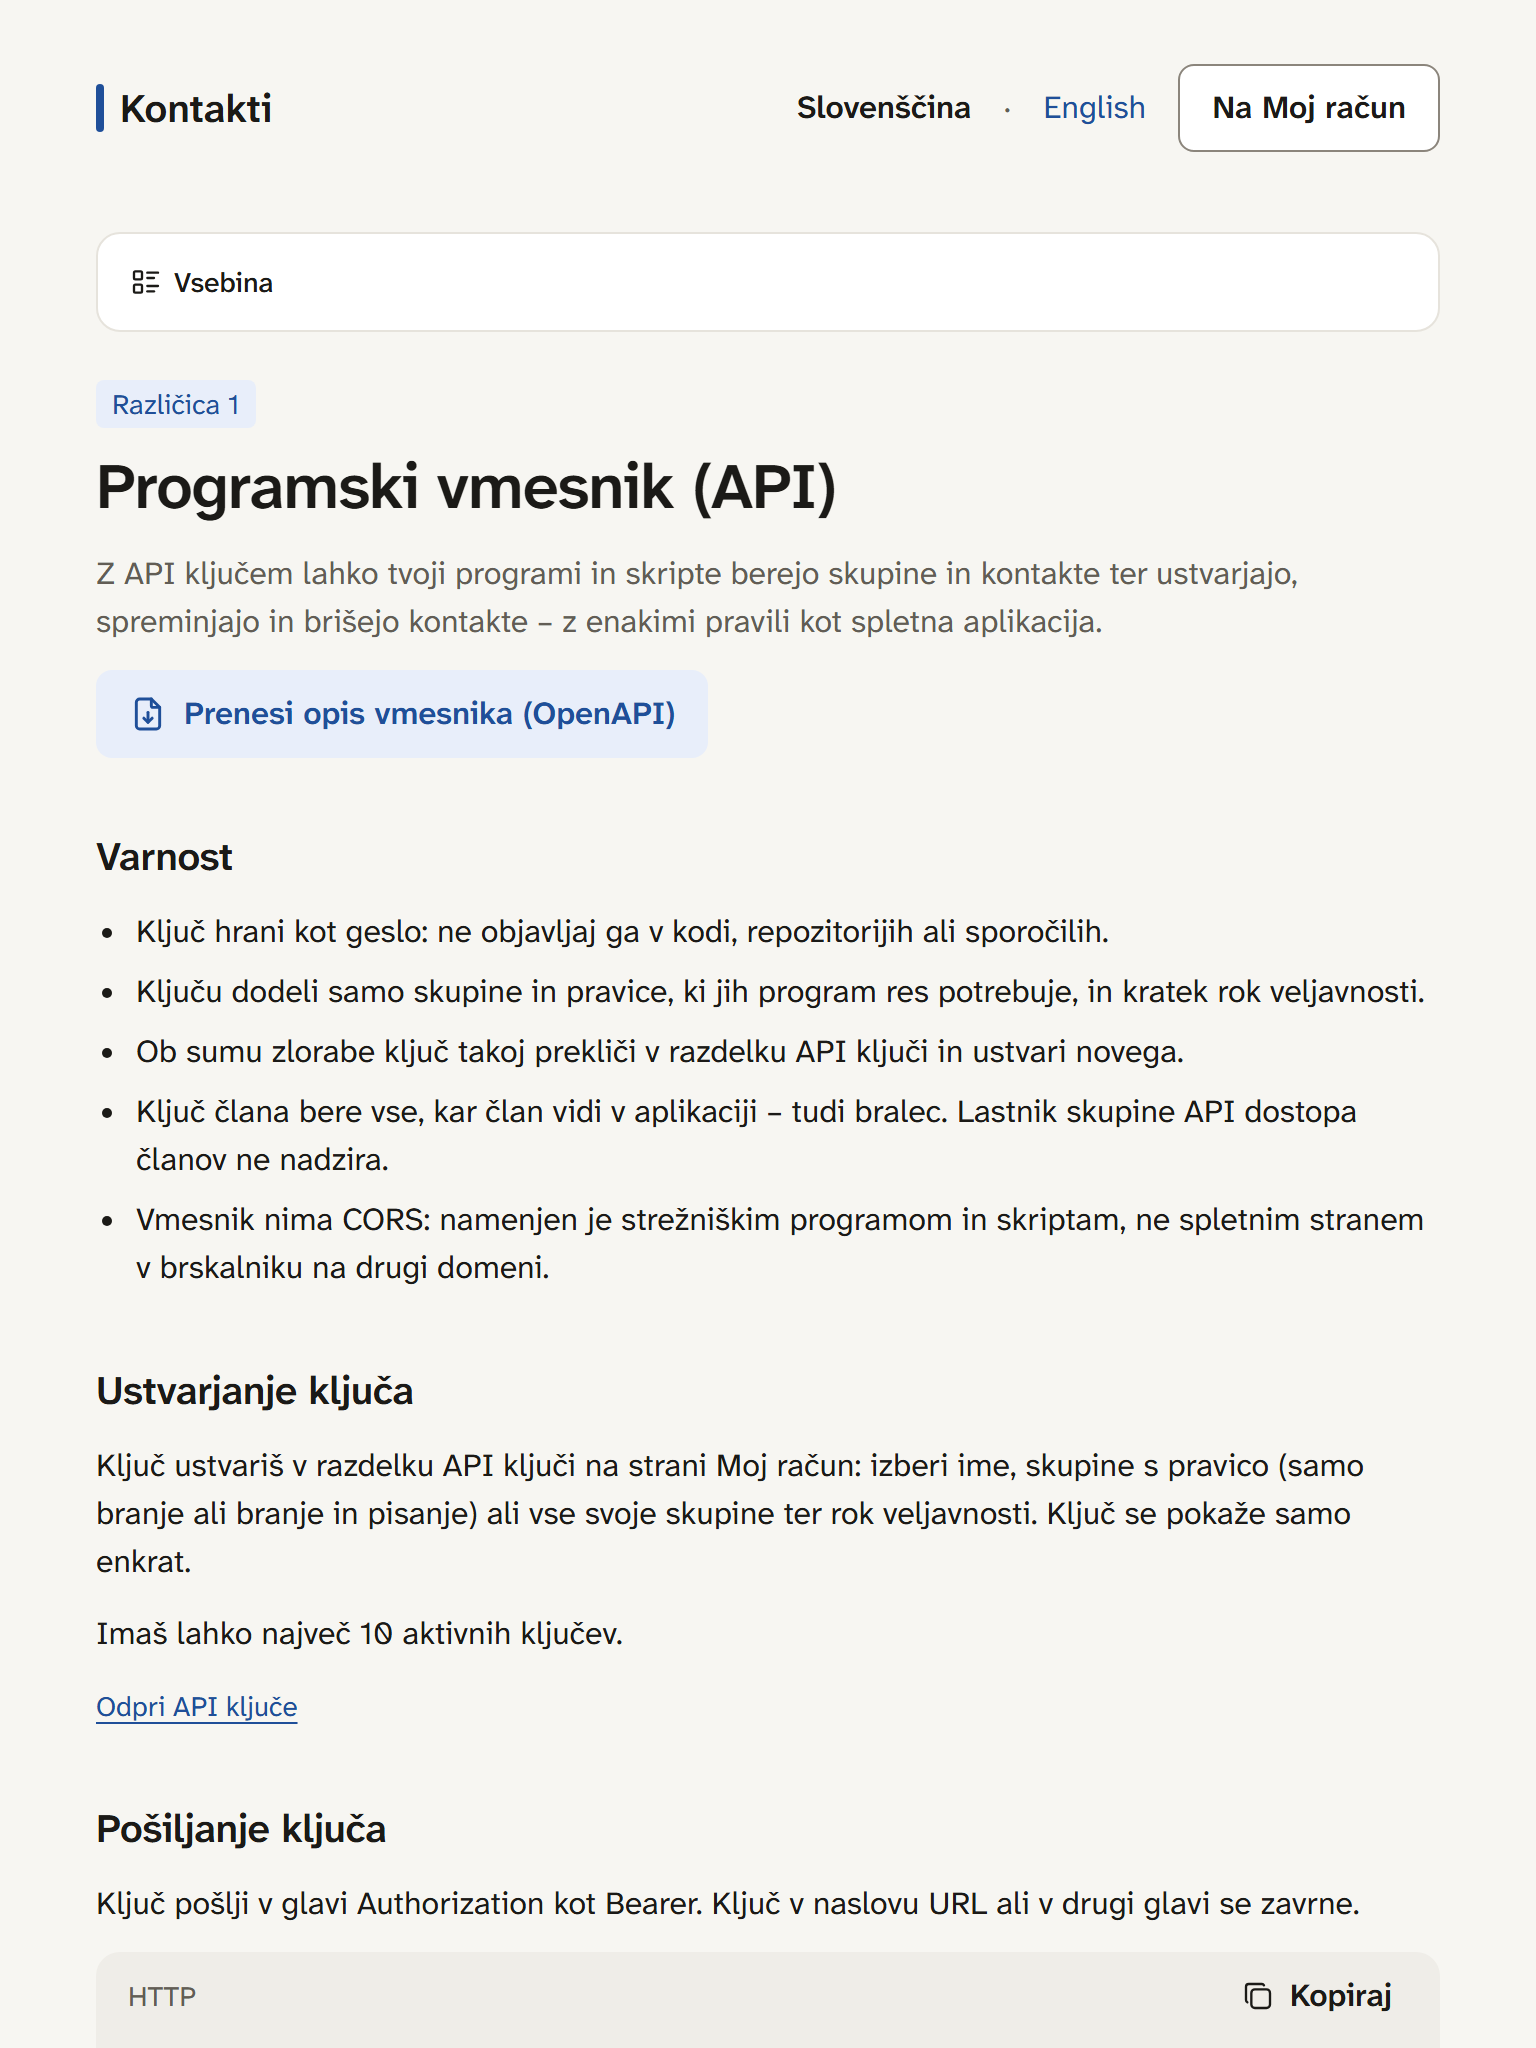 Kontakti
Slovenščina · English
Na Moj račun
Vsebina
Različica 1
Programski vmesnik (API)
Z API ključem lahko tvoji programi in skripte berejo skupine in kontakte ter ustvarjajo,
spreminjajo in brišejo kontakte – z enakimi pravili kot spletna aplikacija.
Prenesi opis vmesnika (OpenAPI)
Varnost
• Ključ hrani kot geslo: ne objavljaj ga v kodi, repozitorijih ali sporočilih.
• Ključu dodeli samo skupine in pravice, ki jih program res potrebuje, in kratek rok veljavnosti.
• Ob sumu zlorabe ključ takoj prekliči v razdelku API ključi in ustvari novega.
• Ključ člana bere vse, kar član vidi v aplikaciji – tudi bralec. Lastnik skupine API dostopa
članov ne nadzira.
• Vmesnik nima CORS: namenjen je strežniškim programom in skriptam, ne spletnim stranem
v brskalniku na drugi domeni.
Ustvarjanje ključa
Ključ ustvariš v razdelku API ključi na strani Moj račun: izberi ime, skupine s pravico (samo
branje ali branje in pisanje) ali vse svoje skupine ter rok veljavnosti. Ključ se pokaže samo
enkrat.
Imaš lahko največ 10 aktivnih ključev.
Odpri API ključe
Pošiljanje ključa
Ključ pošlji v glavi Authorization kot Bearer. Ključ v naslovu URL ali v drugi glavi se zavrne.
HTTP
Kopiraj